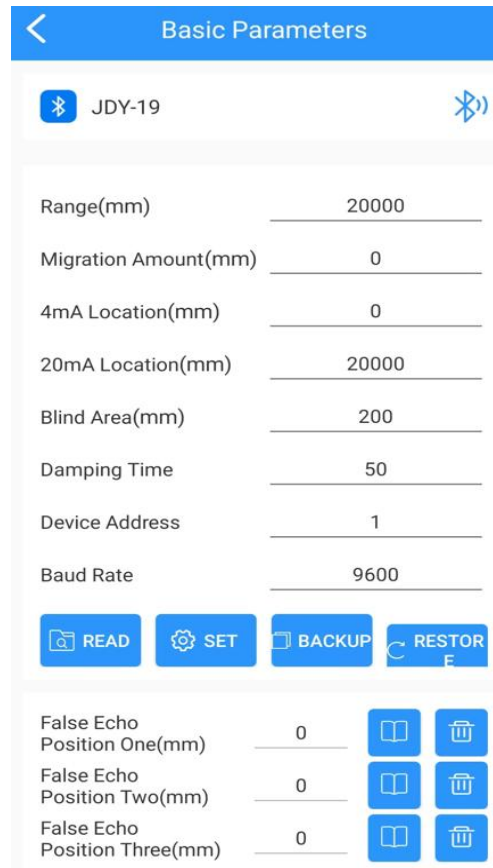 Basic Parameters
JDY-19
Range(mm) 20000
Migration Amount(mm) 0
4mA Location(mm) 0
20mA Location(mm) 20000
Blind Area(mm) 200
Damping Time 50
Device Address 1
Baud Rate 9600
READ SET BACKUP RESTOR
E
False Echo
Position One(mm) 0
False Echo
Position Two(mm) 0
False Echo
Position Three(mm) 0